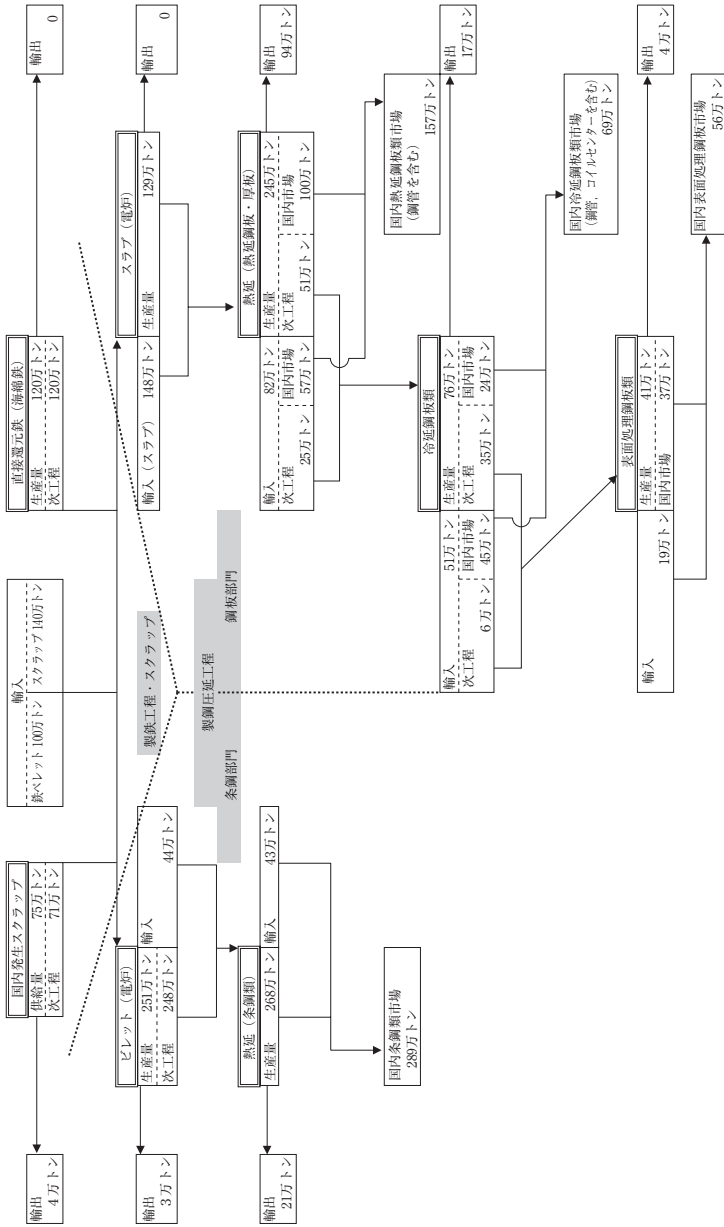 輸出
4万トン
国内発生スクラップ
供給量 75万トン
次工程 71万トン
輸入
鉄ペレット 100万トン スクラップ 140万トン
直接還元鉄（海綿鉄）
生産量 120万トン
次工程 120万トン
輸出
0
製鉄工程・スクラップ
輸出
3万トン
ビレット（電炉）
生産量 251万トン
次工程 248万トン
輸入
44万トン
輸入（スラブ） 148万トン
スラブ（電炉）
生産量 129万トン
輸出
0
製鋼圧延工程
条鋼部門
鋼板部門
輸出
21万トン
熱延（条鋼類）
生産量 268万トン
輸入 43万トン
輸入 82万トン
次工程 国内市場
25万トン 57万トン
熱延（熱延鋼板・厚板）
生産量 245万トン
次工程 国内市場
51万トン 100万トン
輸出
94万トン
国内条鋼類市場
289万トン
国内熱延鋼板類市場
（鋼管を含む）
157万トン
輸入 51万トン
次工程 国内市場
6万トン 45万トン
冷延鋼板類
生産量 76万トン
次工程 国内市場
35万トン 24万トン
輸出
17万トン
国内冷延鋼板類市場
（鋼管，コイルセンターを含む）
69万トン
輸入 19万トン
表面処理鋼板類
生産量 41万トン
国内市場 37万トン
輸出
4万トン
国内表面処理鋼板市場
56万トン